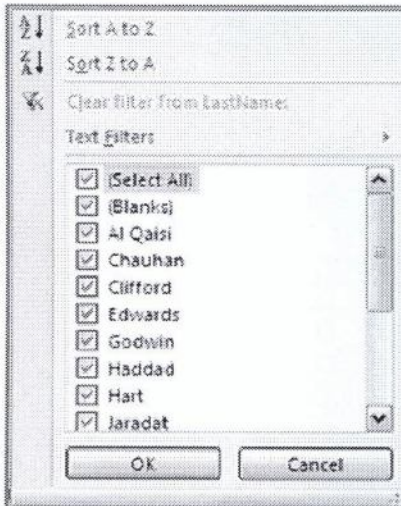 Sort A to Z
Sort Z to A
Clear filter from LastName:
Text Filters
(Select All)
(Blanks)
Al Qaisi
Chauhan
Clifford
Edwards
Godwin
Haddad
Hart
Jaradat
OK
Cancel